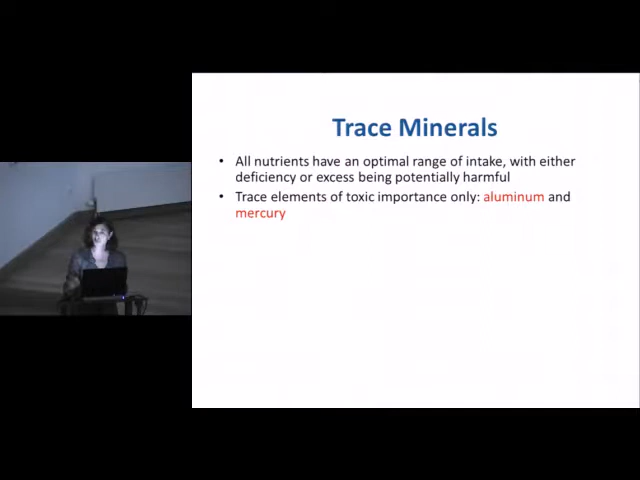 Trace Minerals
• All nutrients have an optimal range of intake, with either
deficiency or excess being potentially harmful
• Trace elements of toxic importance only: aluminum and
mercury